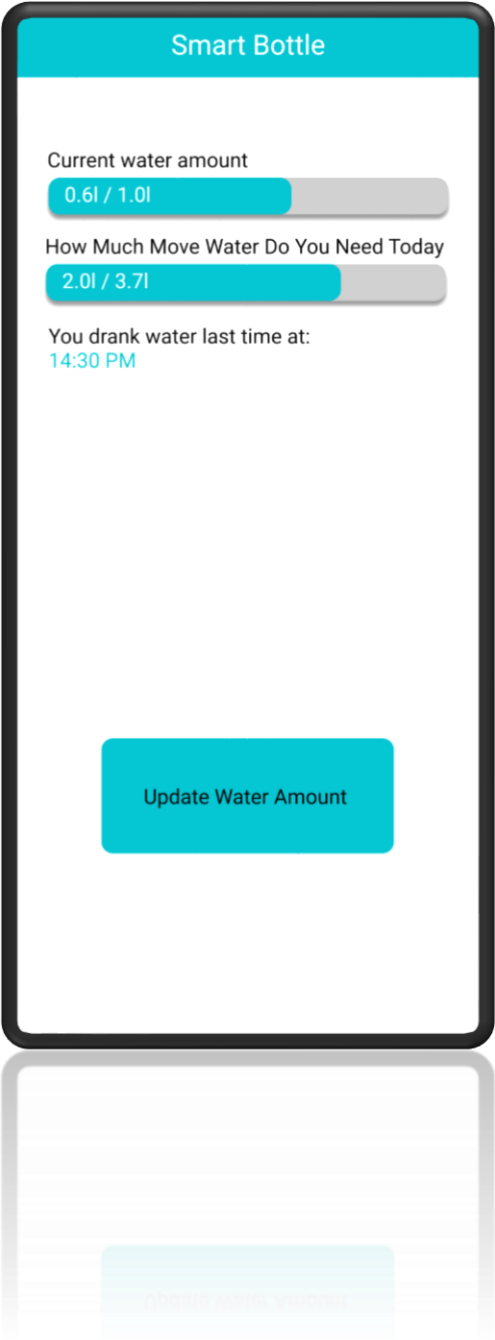 Smart Bottle
Current water amount
0.6l / 1.0l
How Much Move Water Do You Need Today
2.0l / 3.7l
You drank water last time at:
14:30 PM
Update Water Amount